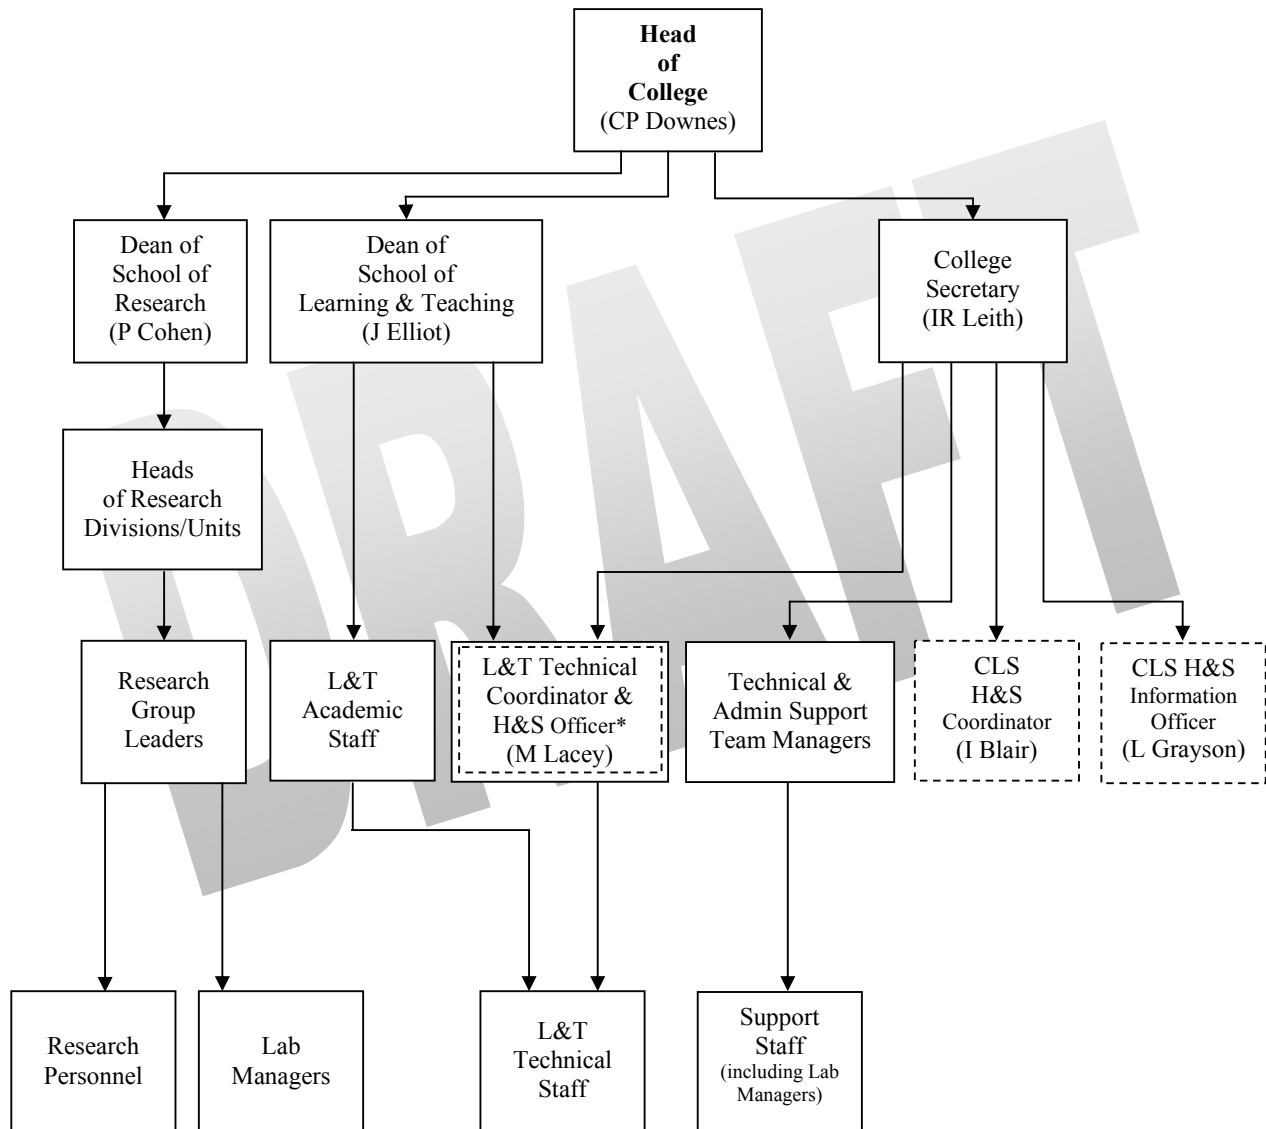 Head
of
College
(CP Downes)
Dean of
School of
Research
(P Cohen)
Dean of
School of
Learning & Teaching
(J Elliot)
College
Secretary
(IR Leith)
Heads
of Research
Divisions/Units
Research
Group
Leaders
L&T
Academic
Staff
L&T Technical
Coordinator &
H&S Officer*
(M Lacey)
Technical &
Admin Support
Team Managers
CLS
H&S
Coordinator
(I Blair)
CLS H&S
Information
Officer
(L Grayson)
Research
Personnel
Lab
Managers
L&T
Technical
Staff
Support
Staff
(including Lab
Managers)
DRAFT